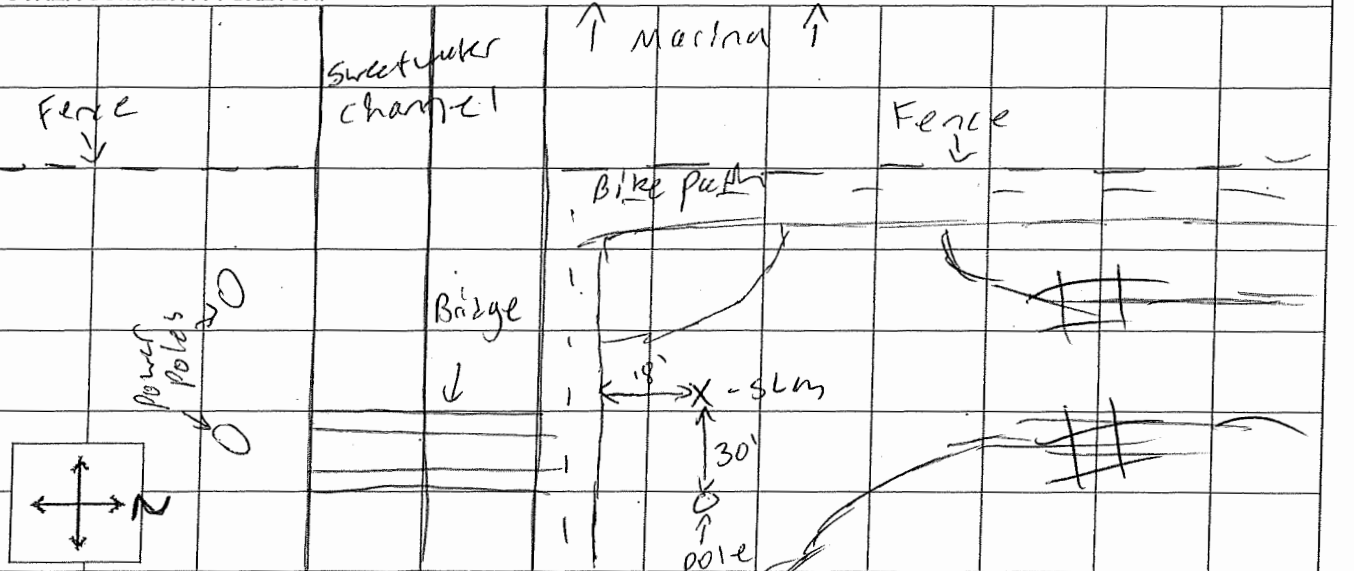 ↑ Marina ↑
Sweetwater
channel
Fence
Fence
Bike path
Bridge
Power
Poles
18'
X - SLM
30'
N
pole